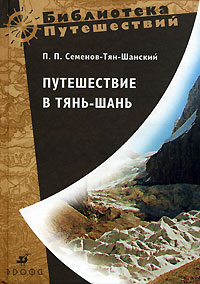 Библиотека
Путешествий
П. П. Семенов-Тян-Шанский
ПУТЕШЕСТВИЕ
В ТЯНЬ-ШАНЬ
ДРОФА